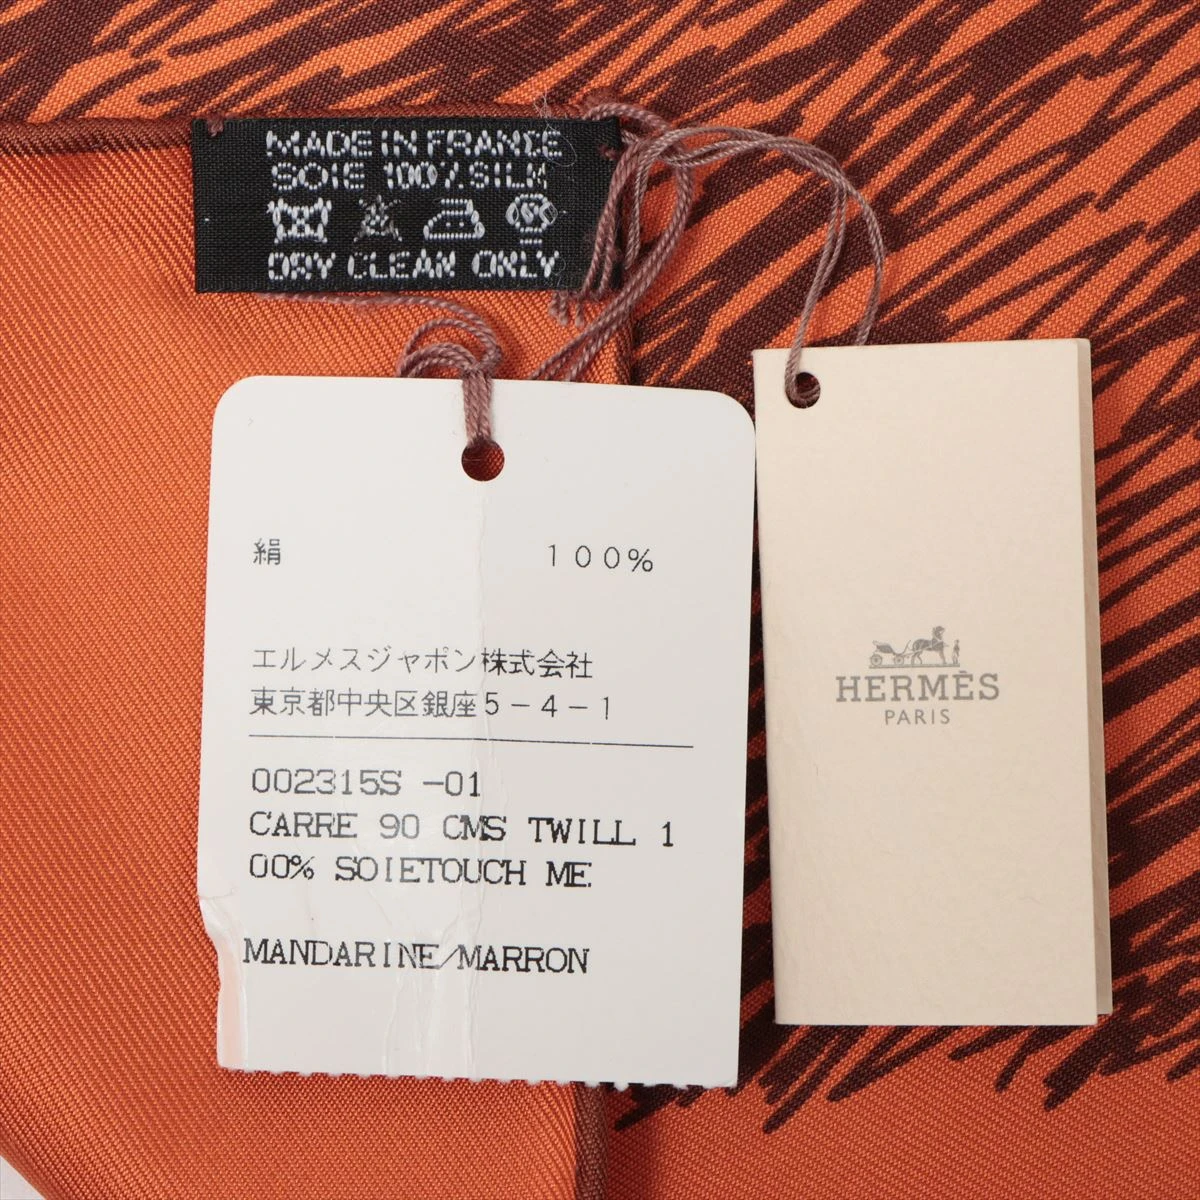 MADE IN FRANCE
SOIE 100% SILK
DRY CLEAN ONLY
絹 100%
エルメスジャポン株式会社
東京都中央区銀座5-4-1
002315S -01
CARRE 90 CMS TWILL 1
00% SOIETOUCH ME
MANDARINE/MARRON
HERMÈS
PARIS